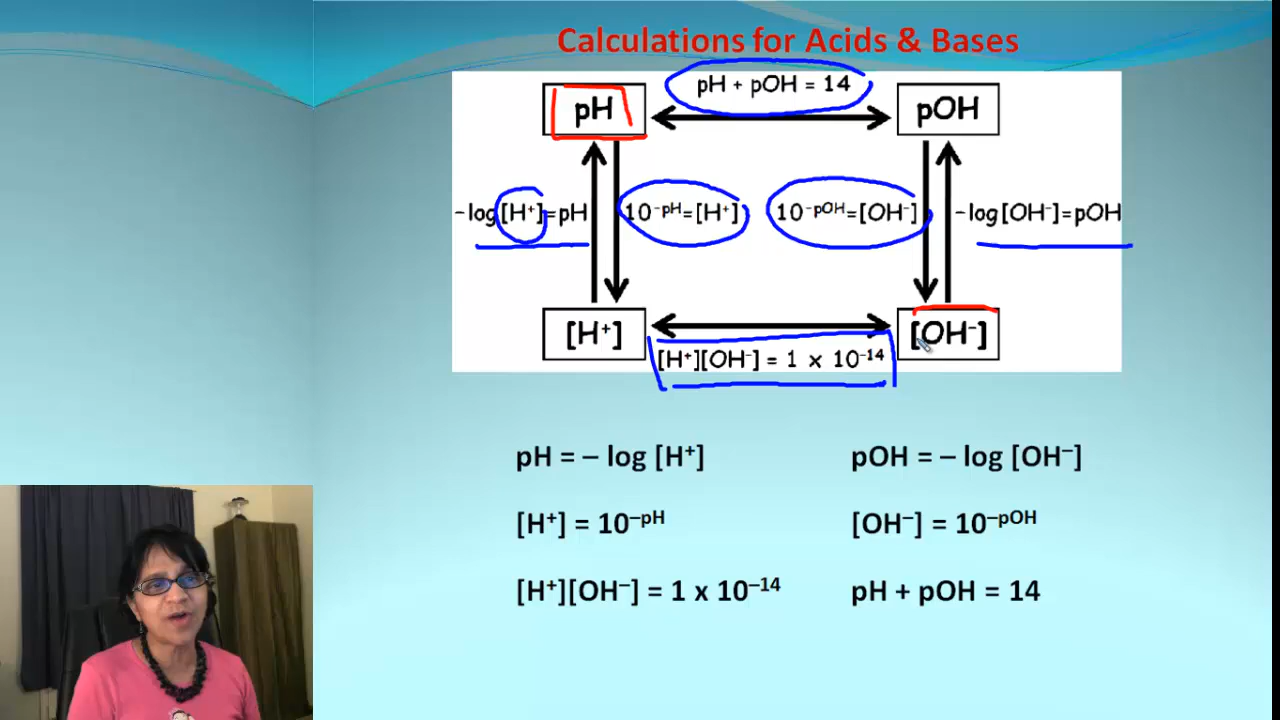 Calculations for Acids & Bases
pH + pOH = 14
pH
pOH
−log[H⁺]=pH
10⁻ᵖᴴ=[H⁺]
10⁻ᵖᴼᴴ=[OH⁻]
−log[OH⁻]=pOH
[H⁺]
[OH⁻]
[H⁺][OH⁻] = 1 x 10⁻¹⁴
pH = – log [H⁺]
pOH = – log [OH⁻]
[H⁺] = 10⁻ᵖᴴ
[OH⁻] = 10⁻ᵖᴼᴴ
[H⁺][OH⁻] = 1 x 10⁻¹⁴
pH + pOH = 14